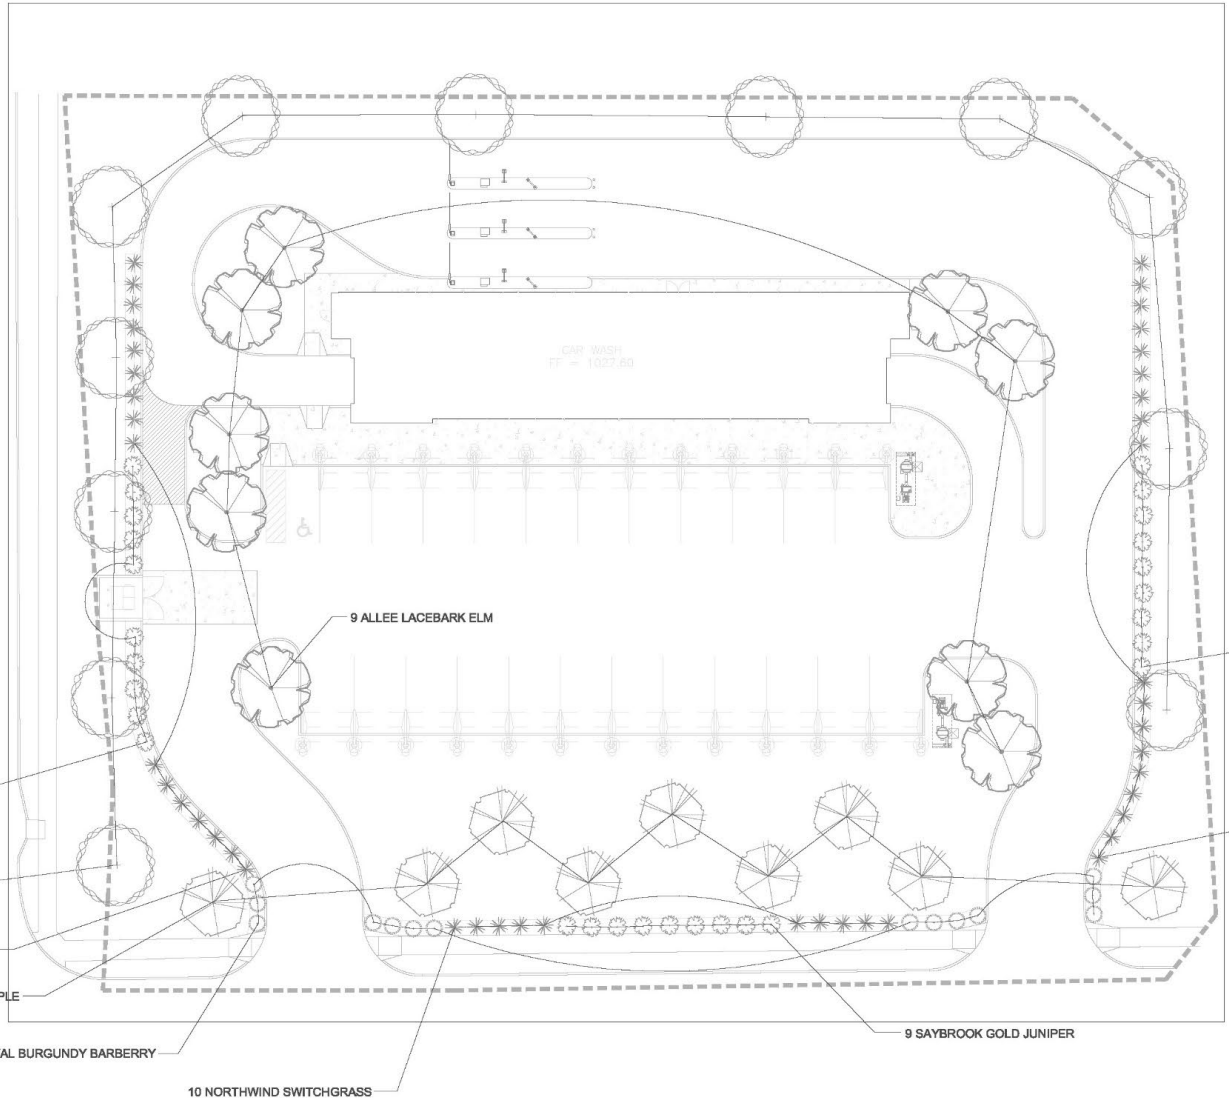 CAR WASH
FF = 1027.60
9 ALLEE LACEBARK ELM
PLE
9 SAYBROOK GOLD JUNIPER
AL BURGUNDY BARBERRY
10 NORTHWIND SWITCHGRASS